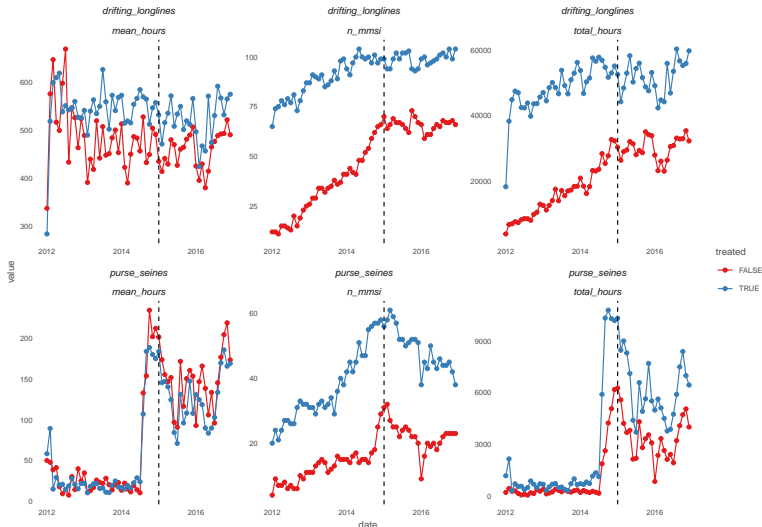 drifting_longlines drifting_longlines drifting_longlines
mean_hours n_mmsi total_hours
600
500
400
300
2012 2014 2016
100
75
50
25
2012 2014 2016
60000
40000
20000
2012 2014 2016
purse_seines purse_seines purse_seines
mean_hours n_mmsi total_hours
200
150
100
50
0
2012 2014 2016
60
40
20
2012 2014 2016
9000
6000
3000
0
2012 2014 2016
value
date
treated
FALSE
TRUE